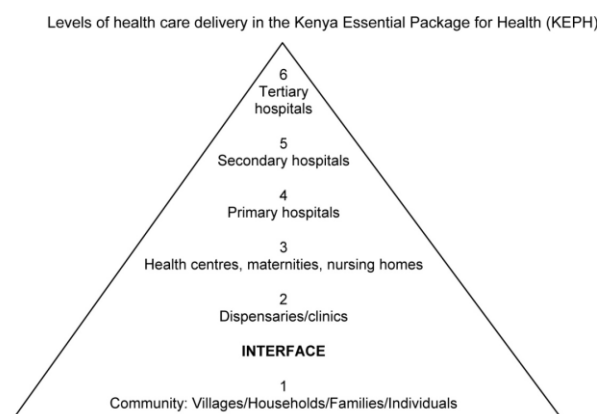 Levels of health care delivery in the Kenya Essential Package for Health (KEPH)
6
Tertiary
hospitals
5
Secondary hospitals
4
Primary hospitals
3
Health centres, maternities, nursing homes
2
Dispensaries/clinics
INTERFACE
1
Community: Villages/Households/Families/Individuals